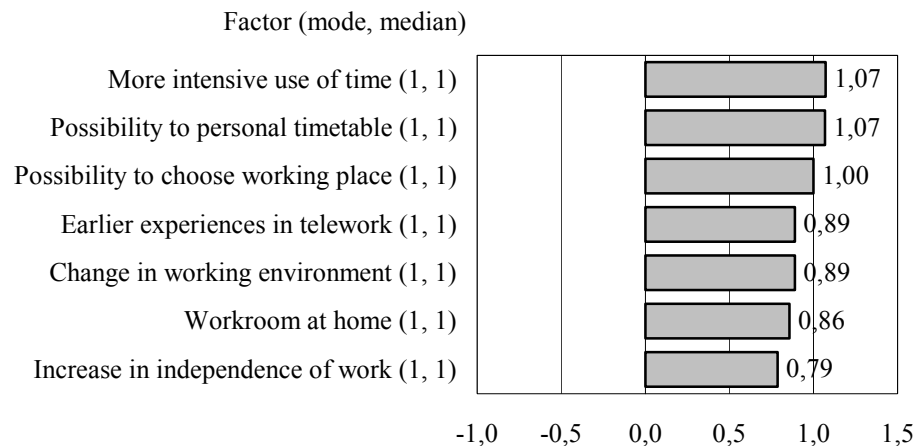 Factor (mode, median)
More intensive use of time (1, 1) 1,07
Possibility to personal timetable (1, 1) 1,07
Possibility to choose working place (1, 1) 1,00
Earlier experiences in telework (1, 1) 0,89
Change in working environment (1, 1) 0,89
Workroom at home (1, 1) 0,86
Increase in independence of work (1, 1) 0,79
-1,0 -0,5 0,0 0,5 1,0 1,5